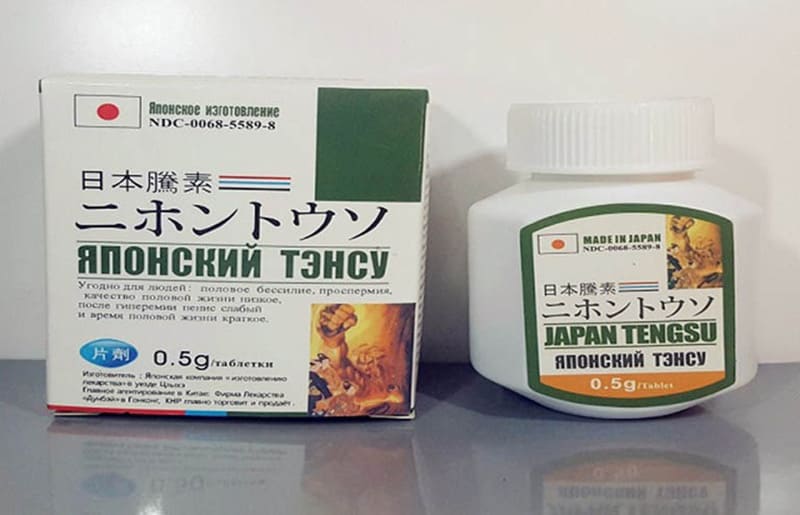 Японское изготовление
NDC-0068-5589-8
日本騰素
ニホントウソ
ЯПОНСКИЙ ТЭНСУ
Угодно для людей: половое бессилие, проспермия,
качество половой жизни низкое,
после гиперемии пенис слабый
и время половой жизни краткое.
片劑 0.5g/таблетки
Изготовитель: Японская компания «изготовлению
лекарства» в уезде Цлыхэ
Главное агентирование в Китае: Фирма Лекарства
«Дунбэй» в Гонконг, КНР главно торговит и продаёт.
MADE IN JAPAN
NDC-0068-5589-8
日本騰素
ニホントウソ
JAPAN TENGSU
ЯПОНСКИЙ ТЭНСУ
0.5g/Tablet